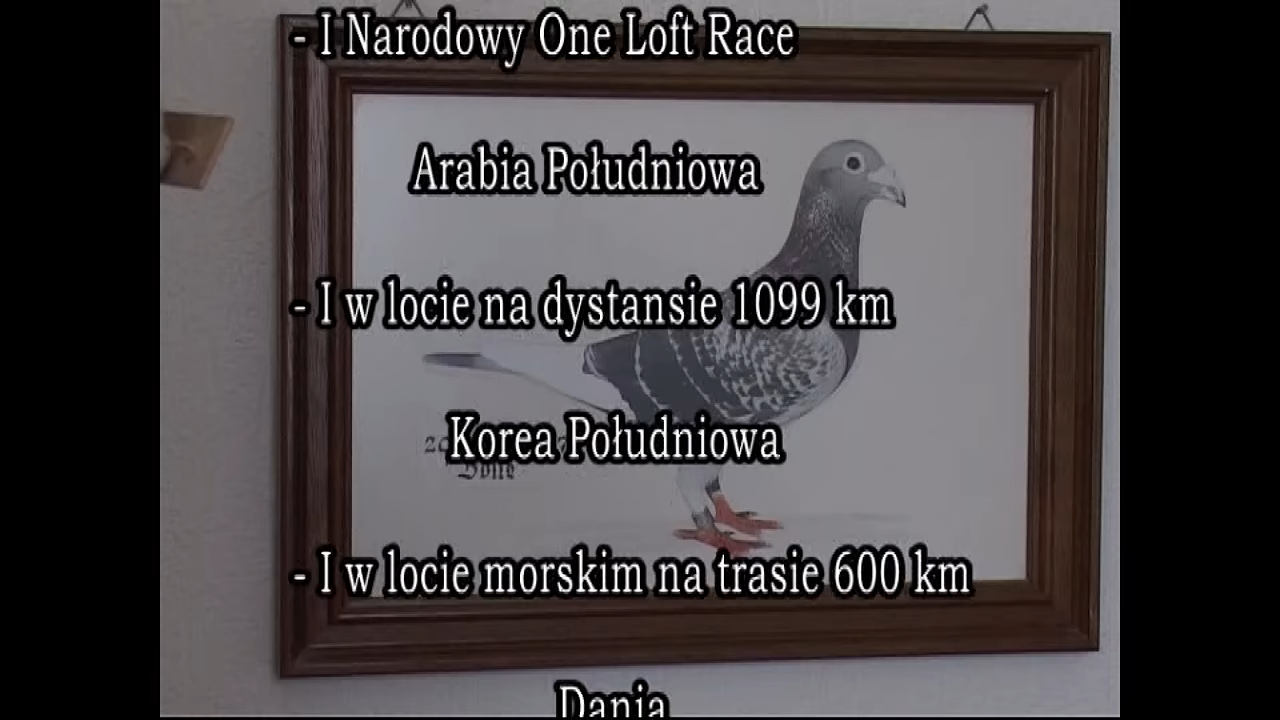 - I Narodowy One Loft Race
Arabia Południowa
- I w locie na dystansie 1099 km
Korea Południowa
- I w locie morskim na trasie 600 km
Dania